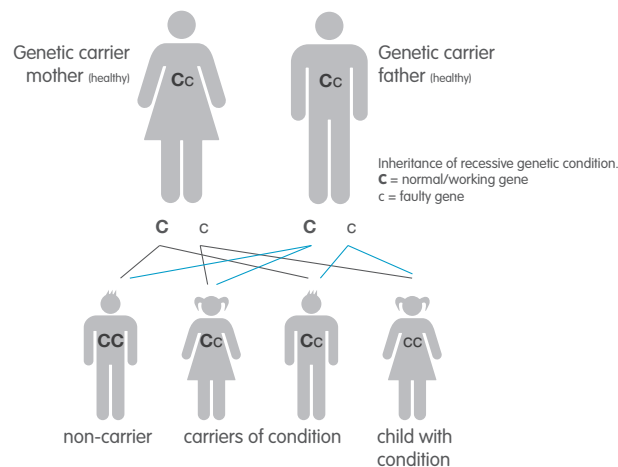 Genetic carrier
mother (healthy)
Genetic carrier
father (healthy)
Cc
Cc
Inheritance of recessive genetic condition.
C = normal/working gene
c = faulty gene
C c C c
CC Cc Cc cc
non-carrier
carriers of condition
child with
condition